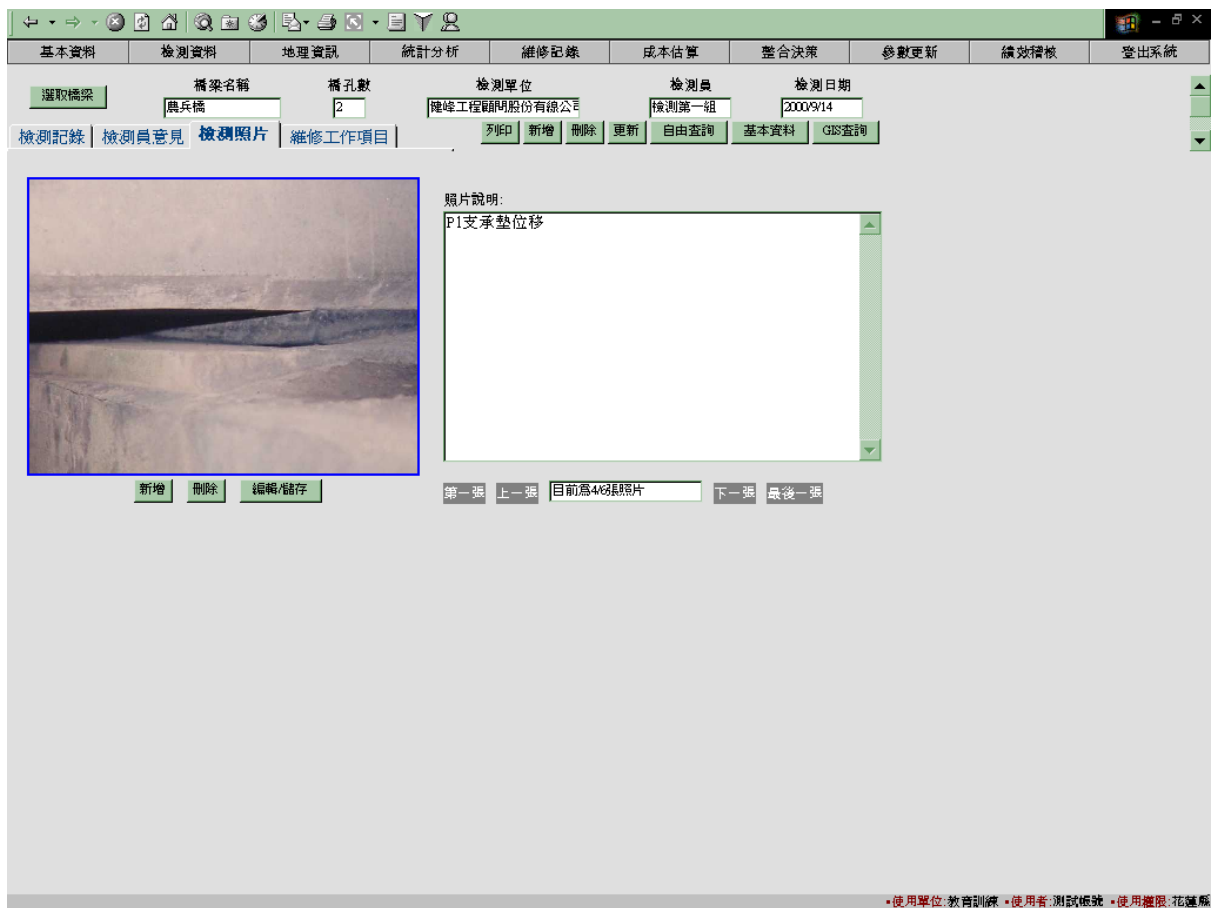 基本資料 檢測資料 地理資訊 統計分析 維修記錄 成本估算 整合決策 參數更新 績效稽核 登出系統
選取橋梁 橋梁名稱 橋孔數 檢測單位 檢測員 檢測日期
農兵橋 2 健峰工程顧問股份有線公司 檢測第一組 2000/9/14
檢測記錄 檢測員意見 檢測照片 維修工作項目 列印 新增 刪除 更新 自由查詢 基本資料 GIS查詢
照片說明:
P1支承墊位移
新增 刪除 編輯/儲存 第一張 上一張 目前為4/6張照片 下一張 最後一張
•使用單位:教育訓練 •使用者:測試帳號 •使用權限:花蓮縣